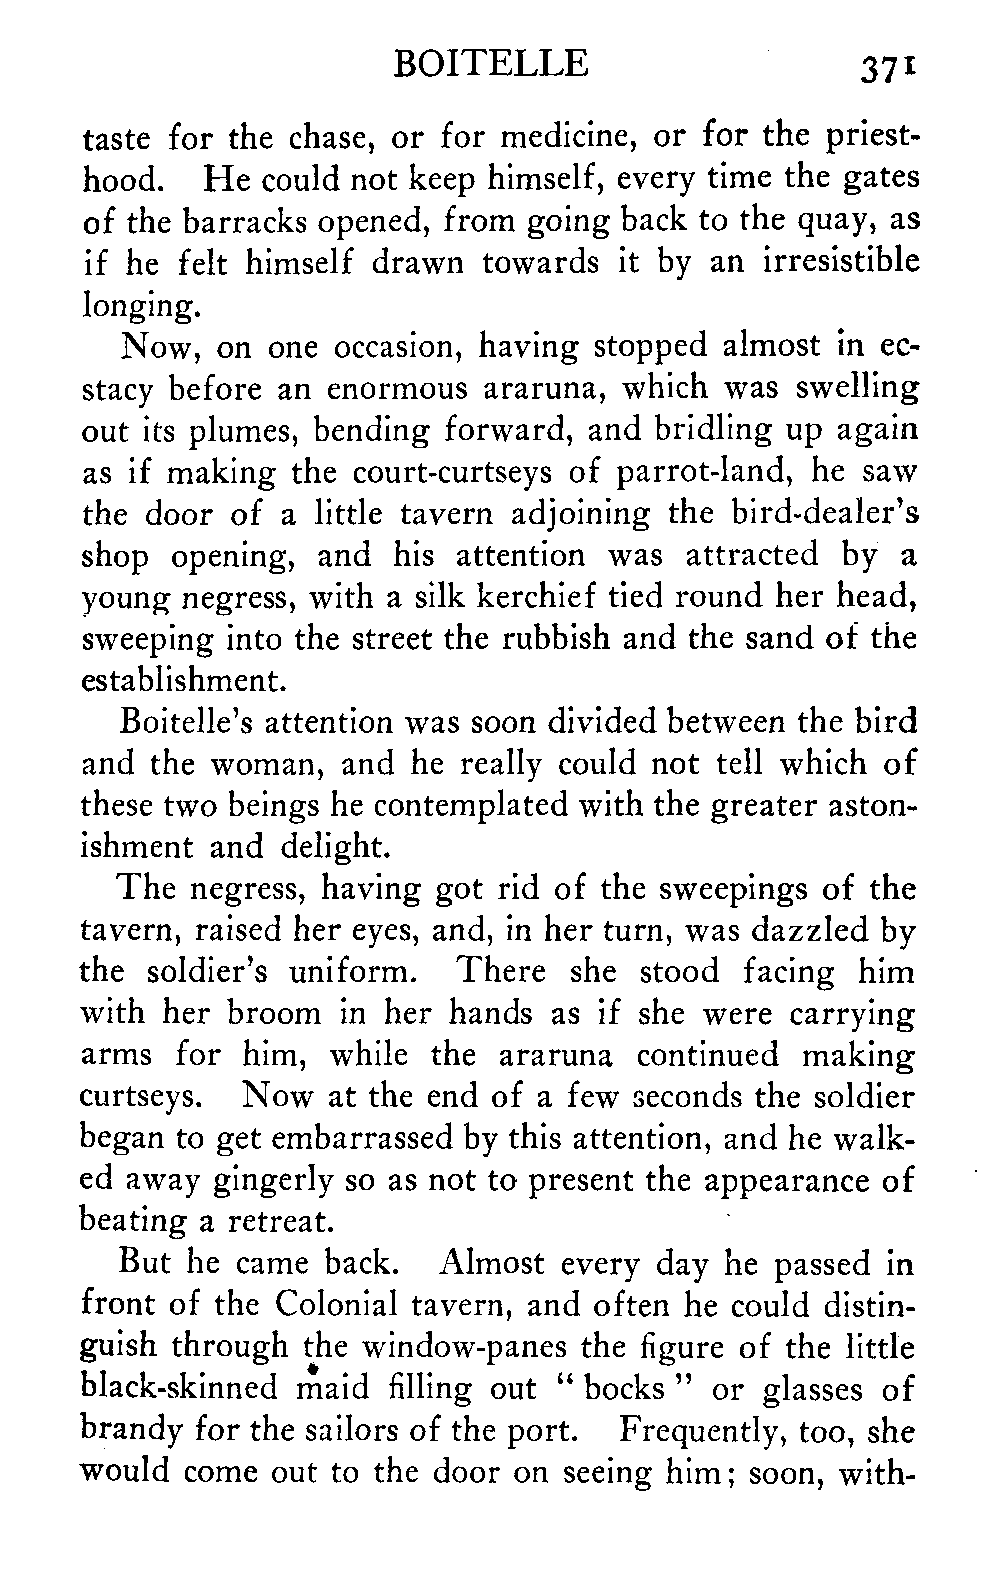 BOITELLE 371
taste for the chase, or for medicine, or for the priest-
hood. He could not keep himself, every time the gates
of the barracks opened, from going back to the quay, as
if he felt himself drawn towards it by an irresistible
longing.
Now, on one occasion, having stopped almost in ec-
stacy before an enormous araruna, which was swelling
out its plumes, bending forward, and bridling up again
as if making the court-curtseys of parrot-land, he saw
the door of a little tavern adjoining the bird-dealer's
shop opening, and his attention was attracted by a
young negress, with a silk kerchief tied round her head,
sweeping into the street the rubbish and the sand of the
establishment.
Boitelle's attention was soon divided between the bird
and the woman, and he really could not tell which of
these two beings he contemplated with the greater aston-
ishment and delight.
The negress, having got rid of the sweepings of the
tavern, raised her eyes, and, in her turn, was dazzled by
the soldier's uniform. There she stood facing him
with her broom in her hands as if she were carrying
arms for him, while the araruna continued making
curtseys. Now at the end of a few seconds the soldier
began to get embarrassed by this attention, and he walk-
ed away gingerly so as not to present the appearance of
beating a retreat.
But he came back. Almost every day he passed in
front of the Colonial tavern, and often he could distin-
guish through the window-panes the figure of the little
black-skinned maid filling out "bocks" or glasses of
brandy for the sailors of the port. Frequently, too, she
would come out to the door on seeing him; soon, with-